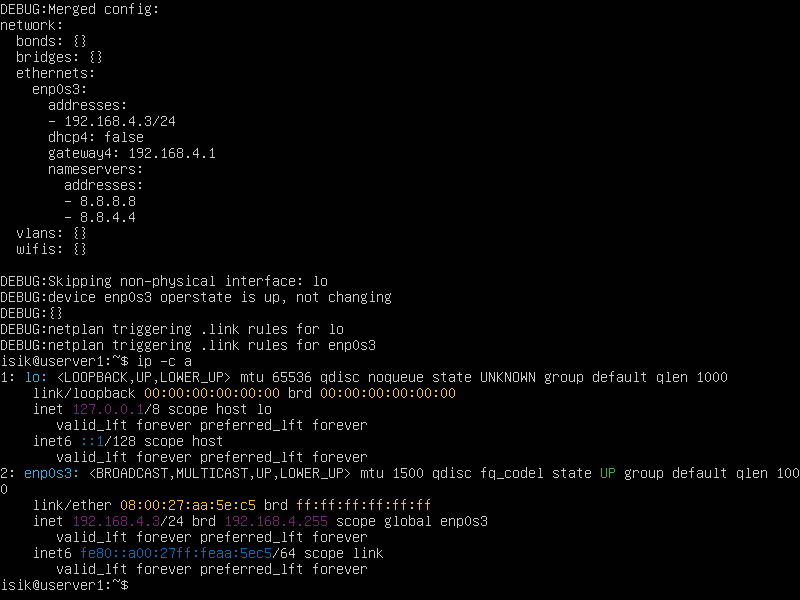 DEBUG:Merged config:
network:
  bonds: {}
  bridges: {}
  ethernets:
    enp0s3:
      addresses:
      - 192.168.4.3/24
      dhcp4: false
      gateway4: 192.168.4.1
      nameservers:
        addresses:
        - 8.8.8.8
        - 8.8.4.4
  vlans: {}
  wifis: {}

DEBUG:Skipping non-physical interface: lo
DEBUG:device enp0s3 operstate is up, not changing
DEBUG:{}
DEBUG:netplan triggering .link rules for lo
DEBUG:netplan triggering .link rules for enp0s3
isik@userver1:~$ ip -c a
1: lo: <LOOPBACK,UP,LOWER_UP> mtu 65536 qdisc noqueue state UNKNOWN group default qlen 1000
    link/loopback 00:00:00:00:00:00 brd 00:00:00:00:00:00
    inet 127.0.0.1/8 scope host lo
       valid_lft forever preferred_lft forever
    inet6 ::1/128 scope host
       valid_lft forever preferred_lft forever
2: enp0s3: <BROADCAST,MULTICAST,UP,LOWER_UP> mtu 1500 qdisc fq_codel state UP group default qlen 100
0
    link/ether 08:00:27:aa:5e:c5 brd ff:ff:ff:ff:ff:ff
    inet 192.168.4.3/24 brd 192.168.4.255 scope global enp0s3
       valid_lft forever preferred_lft forever
    inet6 fe80::a00:27ff:feaa:5ec5/64 scope link
       valid_lft forever preferred_lft forever
isik@userver1:~$